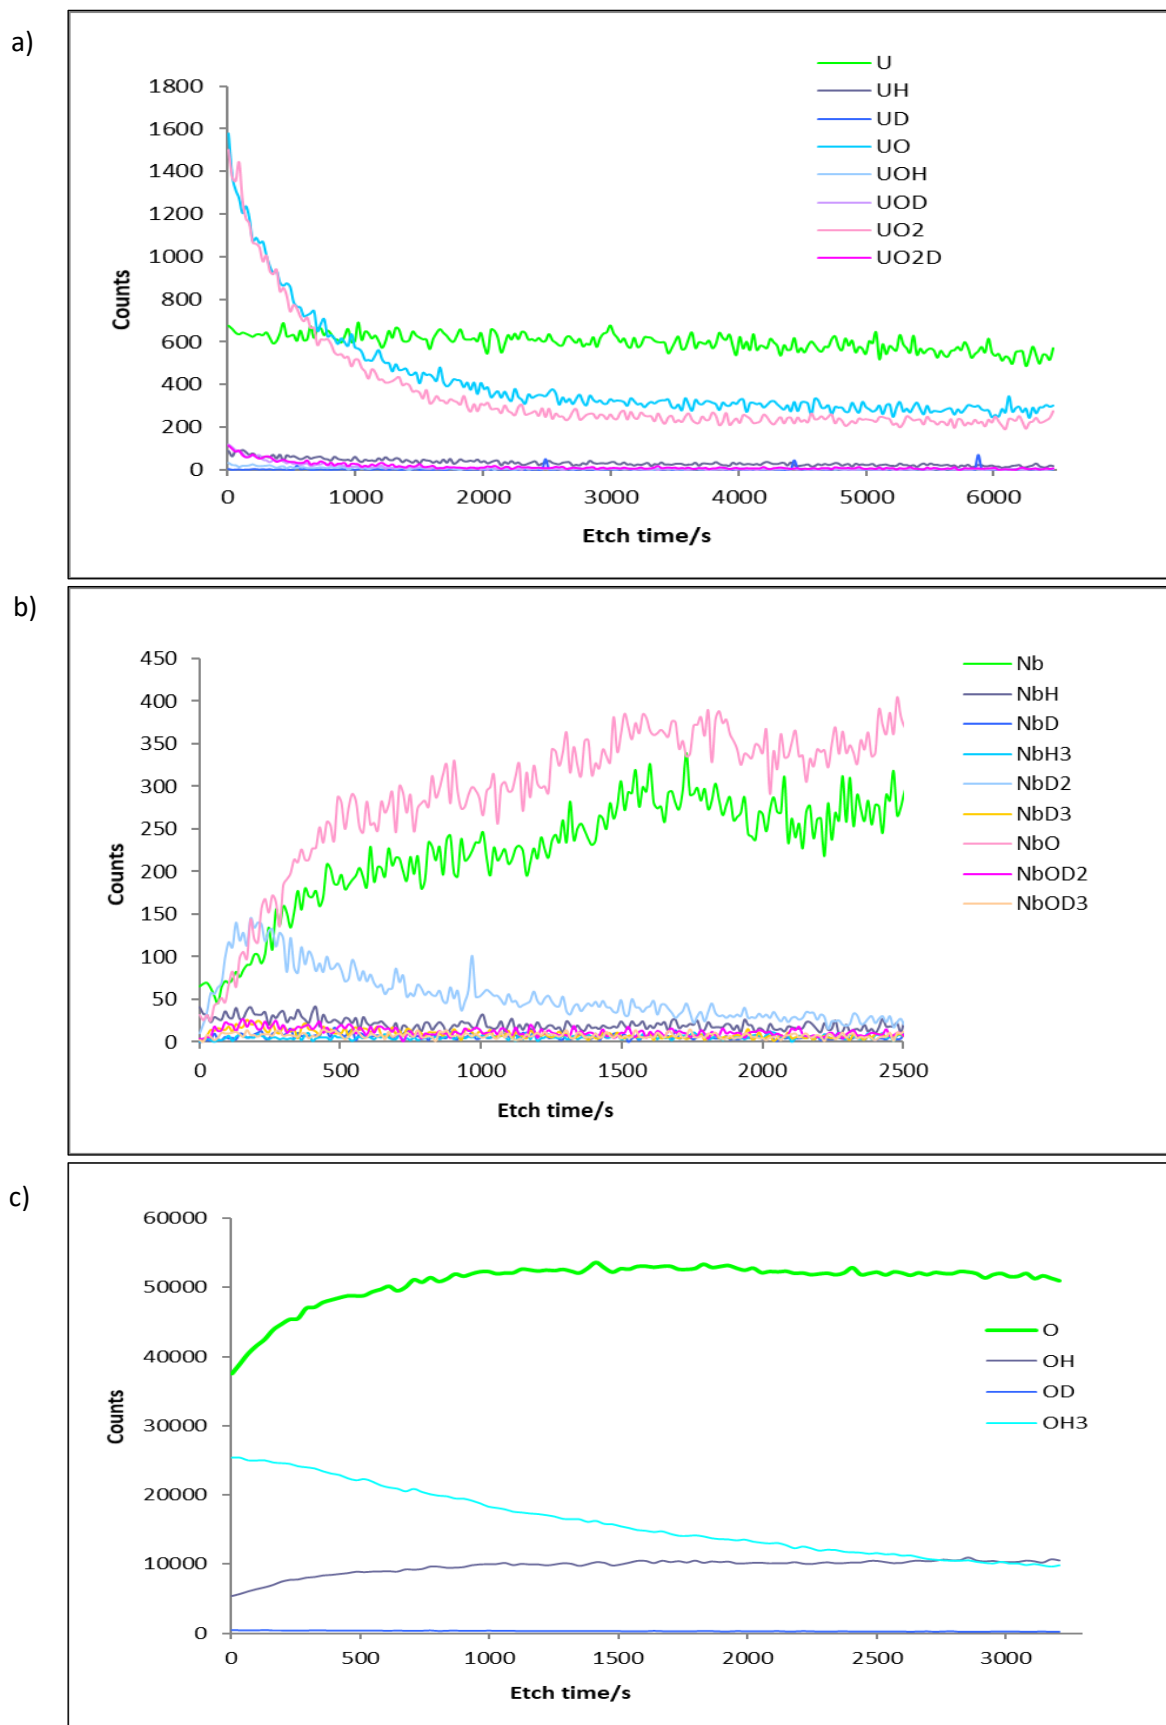 a)
U
UH
UD
UO
UOH
UOD
UO2
UO2D
1800
1600
1400
1200
1000
800
600
400
200
0
Counts
0 1000 2000 3000 4000 5000 6000
Etch time/s
b)
Nb
NbH
NbD
NbH3
NbD2
NbD3
NbO
NbOD2
NbOD3
450
400
350
300
250
200
150
100
50
0
Counts
0 500 1000 1500 2000 2500
Etch time/s
c)
60000
50000
40000
30000
20000
10000
0
Counts
O
OH
OD
OH3
0 500 1000 1500 2000 2500 3000
Etch time/s